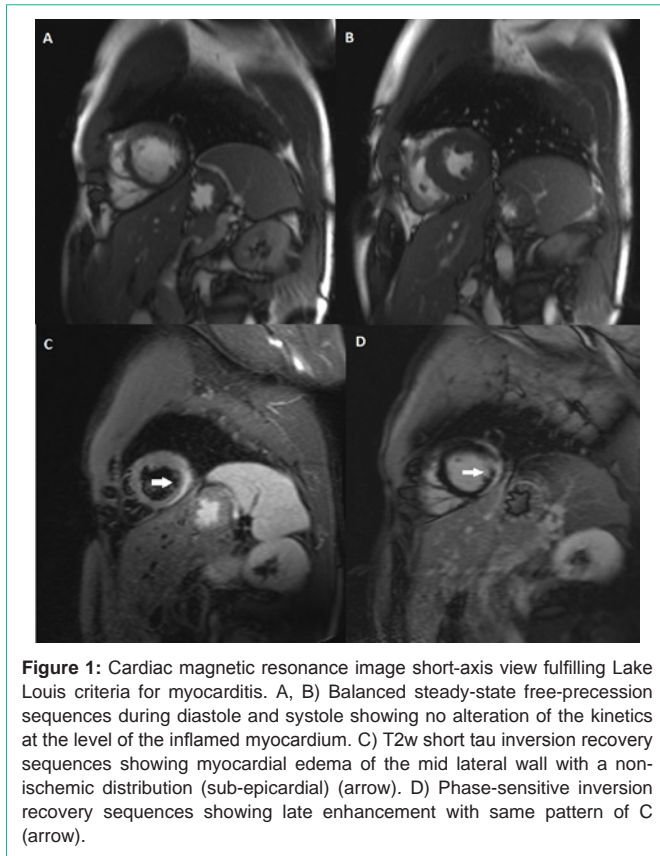 A
B
C
D
Figure 1: Cardiac magnetic resonance image short-axis view fulfilling Lake
Louis criteria for myocarditis. A, B) Balanced steady-state free-precession
sequences during diastole and systole showing no alteration of the kinetics
at the level of the inflamed myocardium. C) T2w short tau inversion recovery
sequences showing myocardial edema of the mid lateral wall with a non-
ischemic distribution (sub-epicardial) (arrow). D) Phase-sensitive inversion
recovery sequences showing late enhancement with same pattern of C
(arrow).